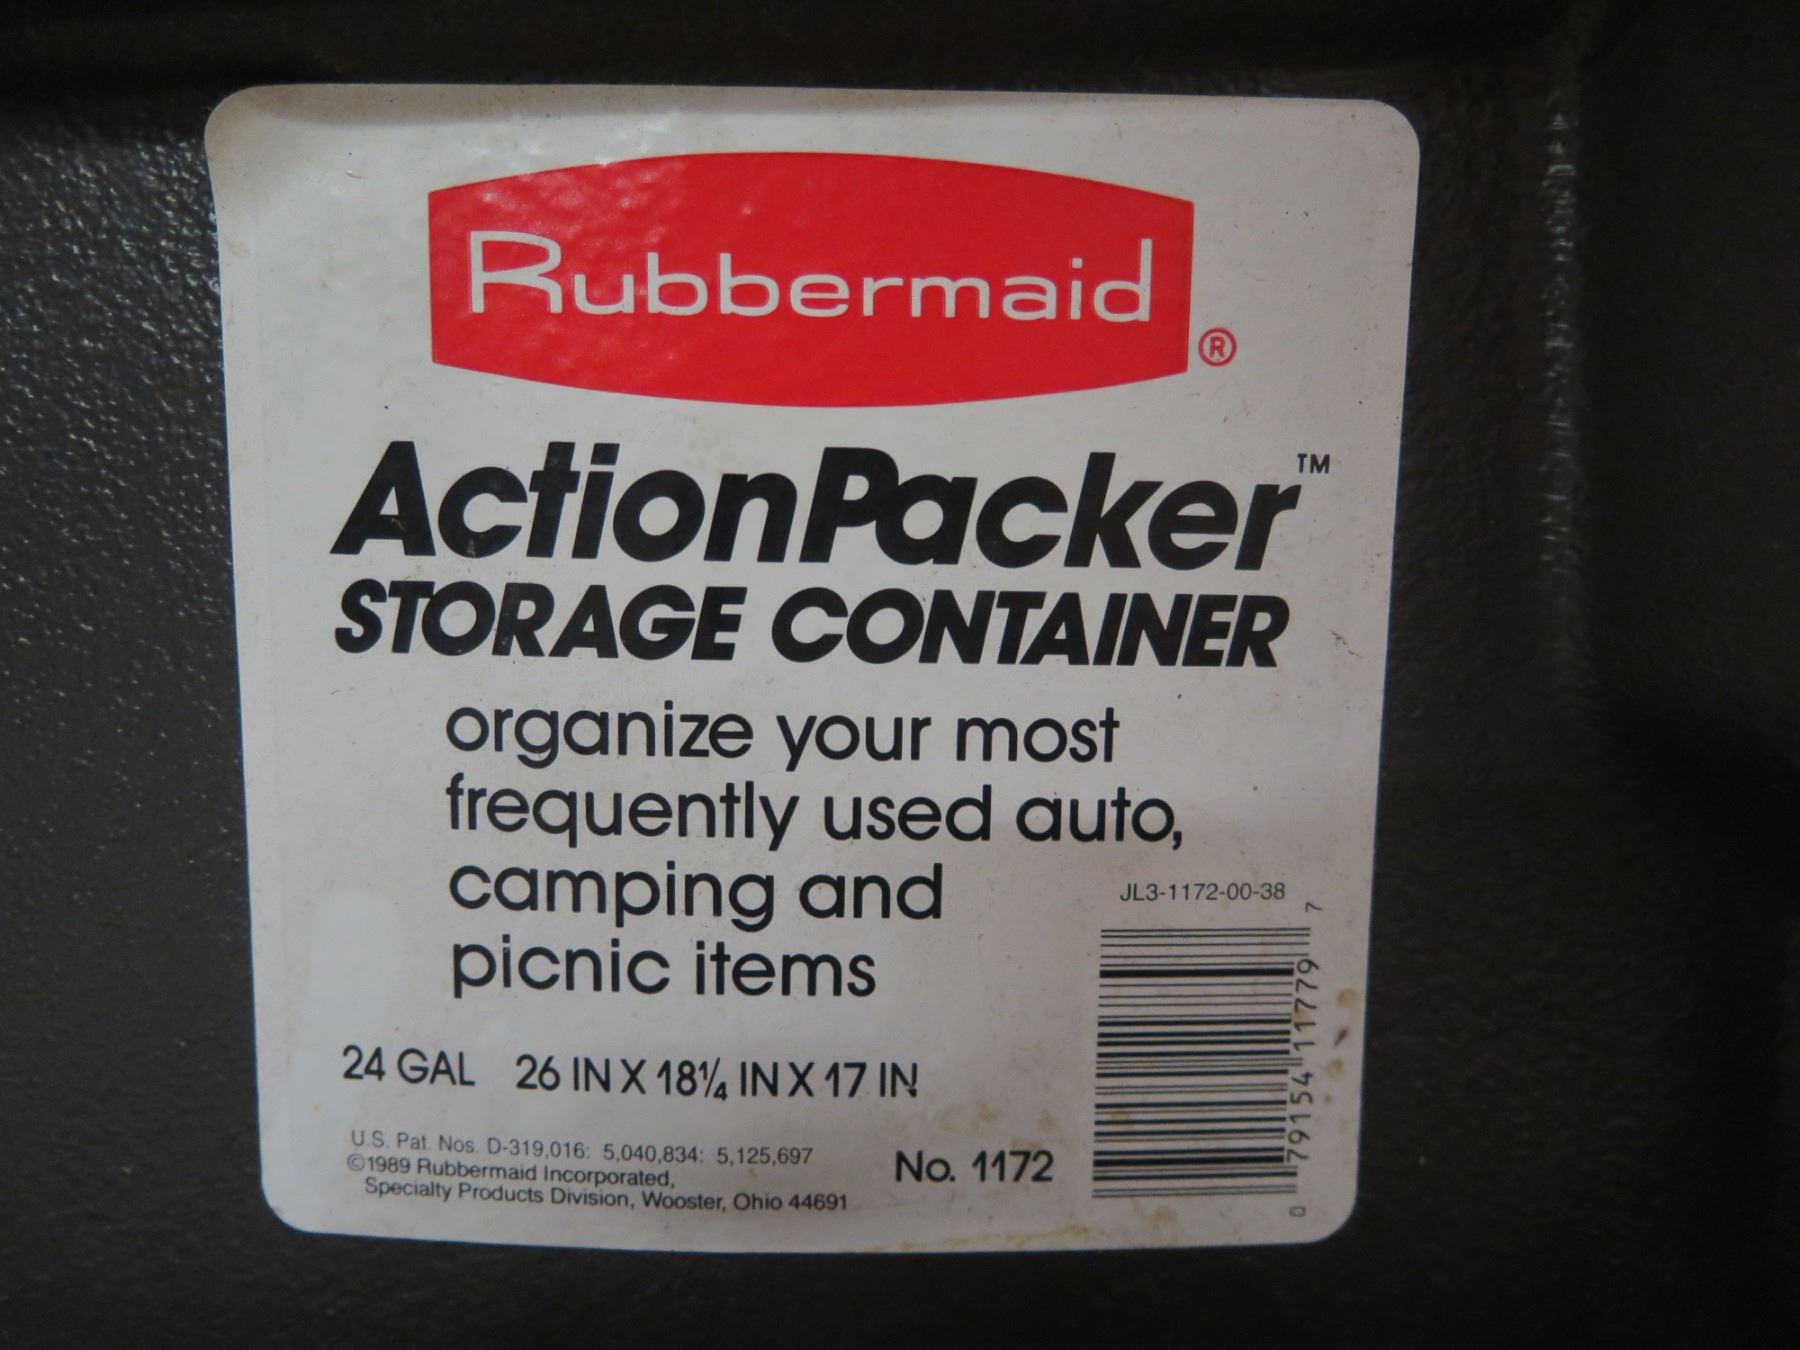 Rubbermaid ®
ActionPacker™
STORAGE CONTAINER
organize your most
frequently used auto,
camping and
picnic items
JL3-1172-00-38
0 79154 11779 7
24 GAL 26 IN X 18¼ IN X 17 IN
U.S. Pat. Nos. D-319,016: 5,040,834: 5,125,697
©1989 Rubbermaid Incorporated,
Specialty Products Division, Wooster, Ohio 44691
No. 1172